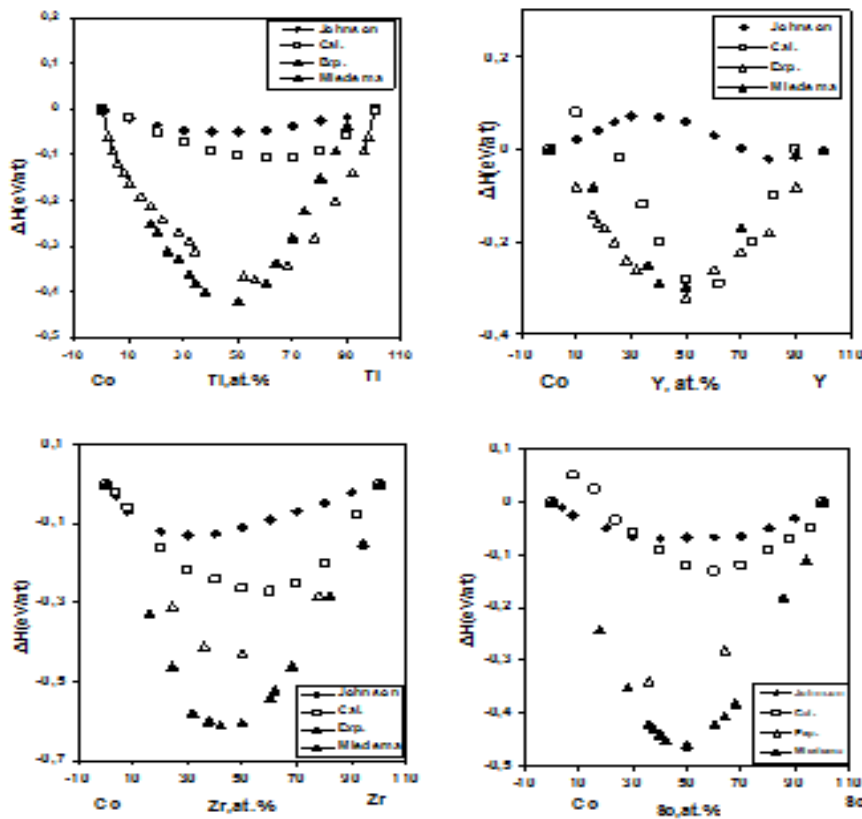 0,2
Johnson
Cal.
Exp.
Miedema
0
-0,1
-0,2
-0,3
-0,4
-0,5
ΔH(eV/at)
-10 10 30 50 70 90 110
Co Ti,at.% Ti
0,2
0
-0,2
-0,4
ΔH(eV/at)
Johnson
Cal.
Exp.
Miedema
-10 10 30 50 70 90 110
Co Y, at.% Y
0,1
-0,1
-0,3
-0,5
-0,7
ΔH(eV/at)
Johnson
Cal.
Exp.
Miedema
-10 10 30 50 70 90 110
Co Zr,at.% Zr
0,1
0
-0,1
-0,2
-0,3
-0,4
-0,5
ΔH(eV/at)
Johnson
Cal.
Miedema
-10 10 30 50 70 90 110
Co Sc,at.%